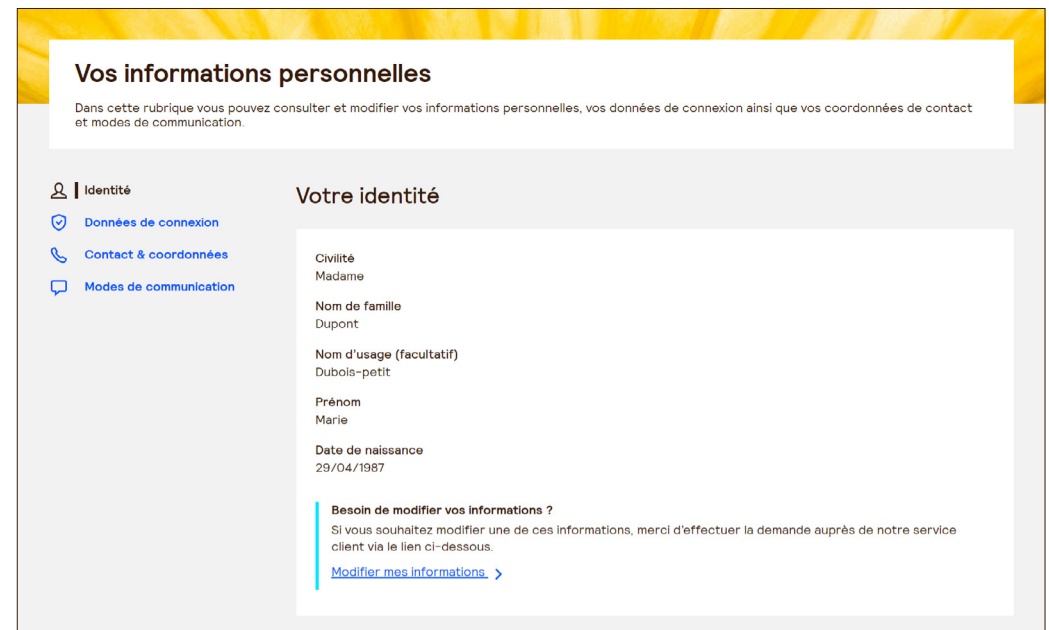 Vos informations personnelles
Dans cette rubrique vous pouvez consulter et modifier vos informations personnelles, vos données de connexion ainsi que vos coordonnées de contact
et modes de communication.
Identité
Données de connexion
Contact & coordonnées
Modes de communication
Votre identité
Civilité
Madame
Nom de famille
Dupont
Nom d'usage (facultatif)
Dubois-petit
Prénom
Marie
Date de naissance
29/04/1987
Besoin de modifier vos informations ?
Si vous souhaitez modifier une de ces informations, merci d'effectuer la demande auprès de notre service
client via le lien ci-dessous.
Modifier mes informations